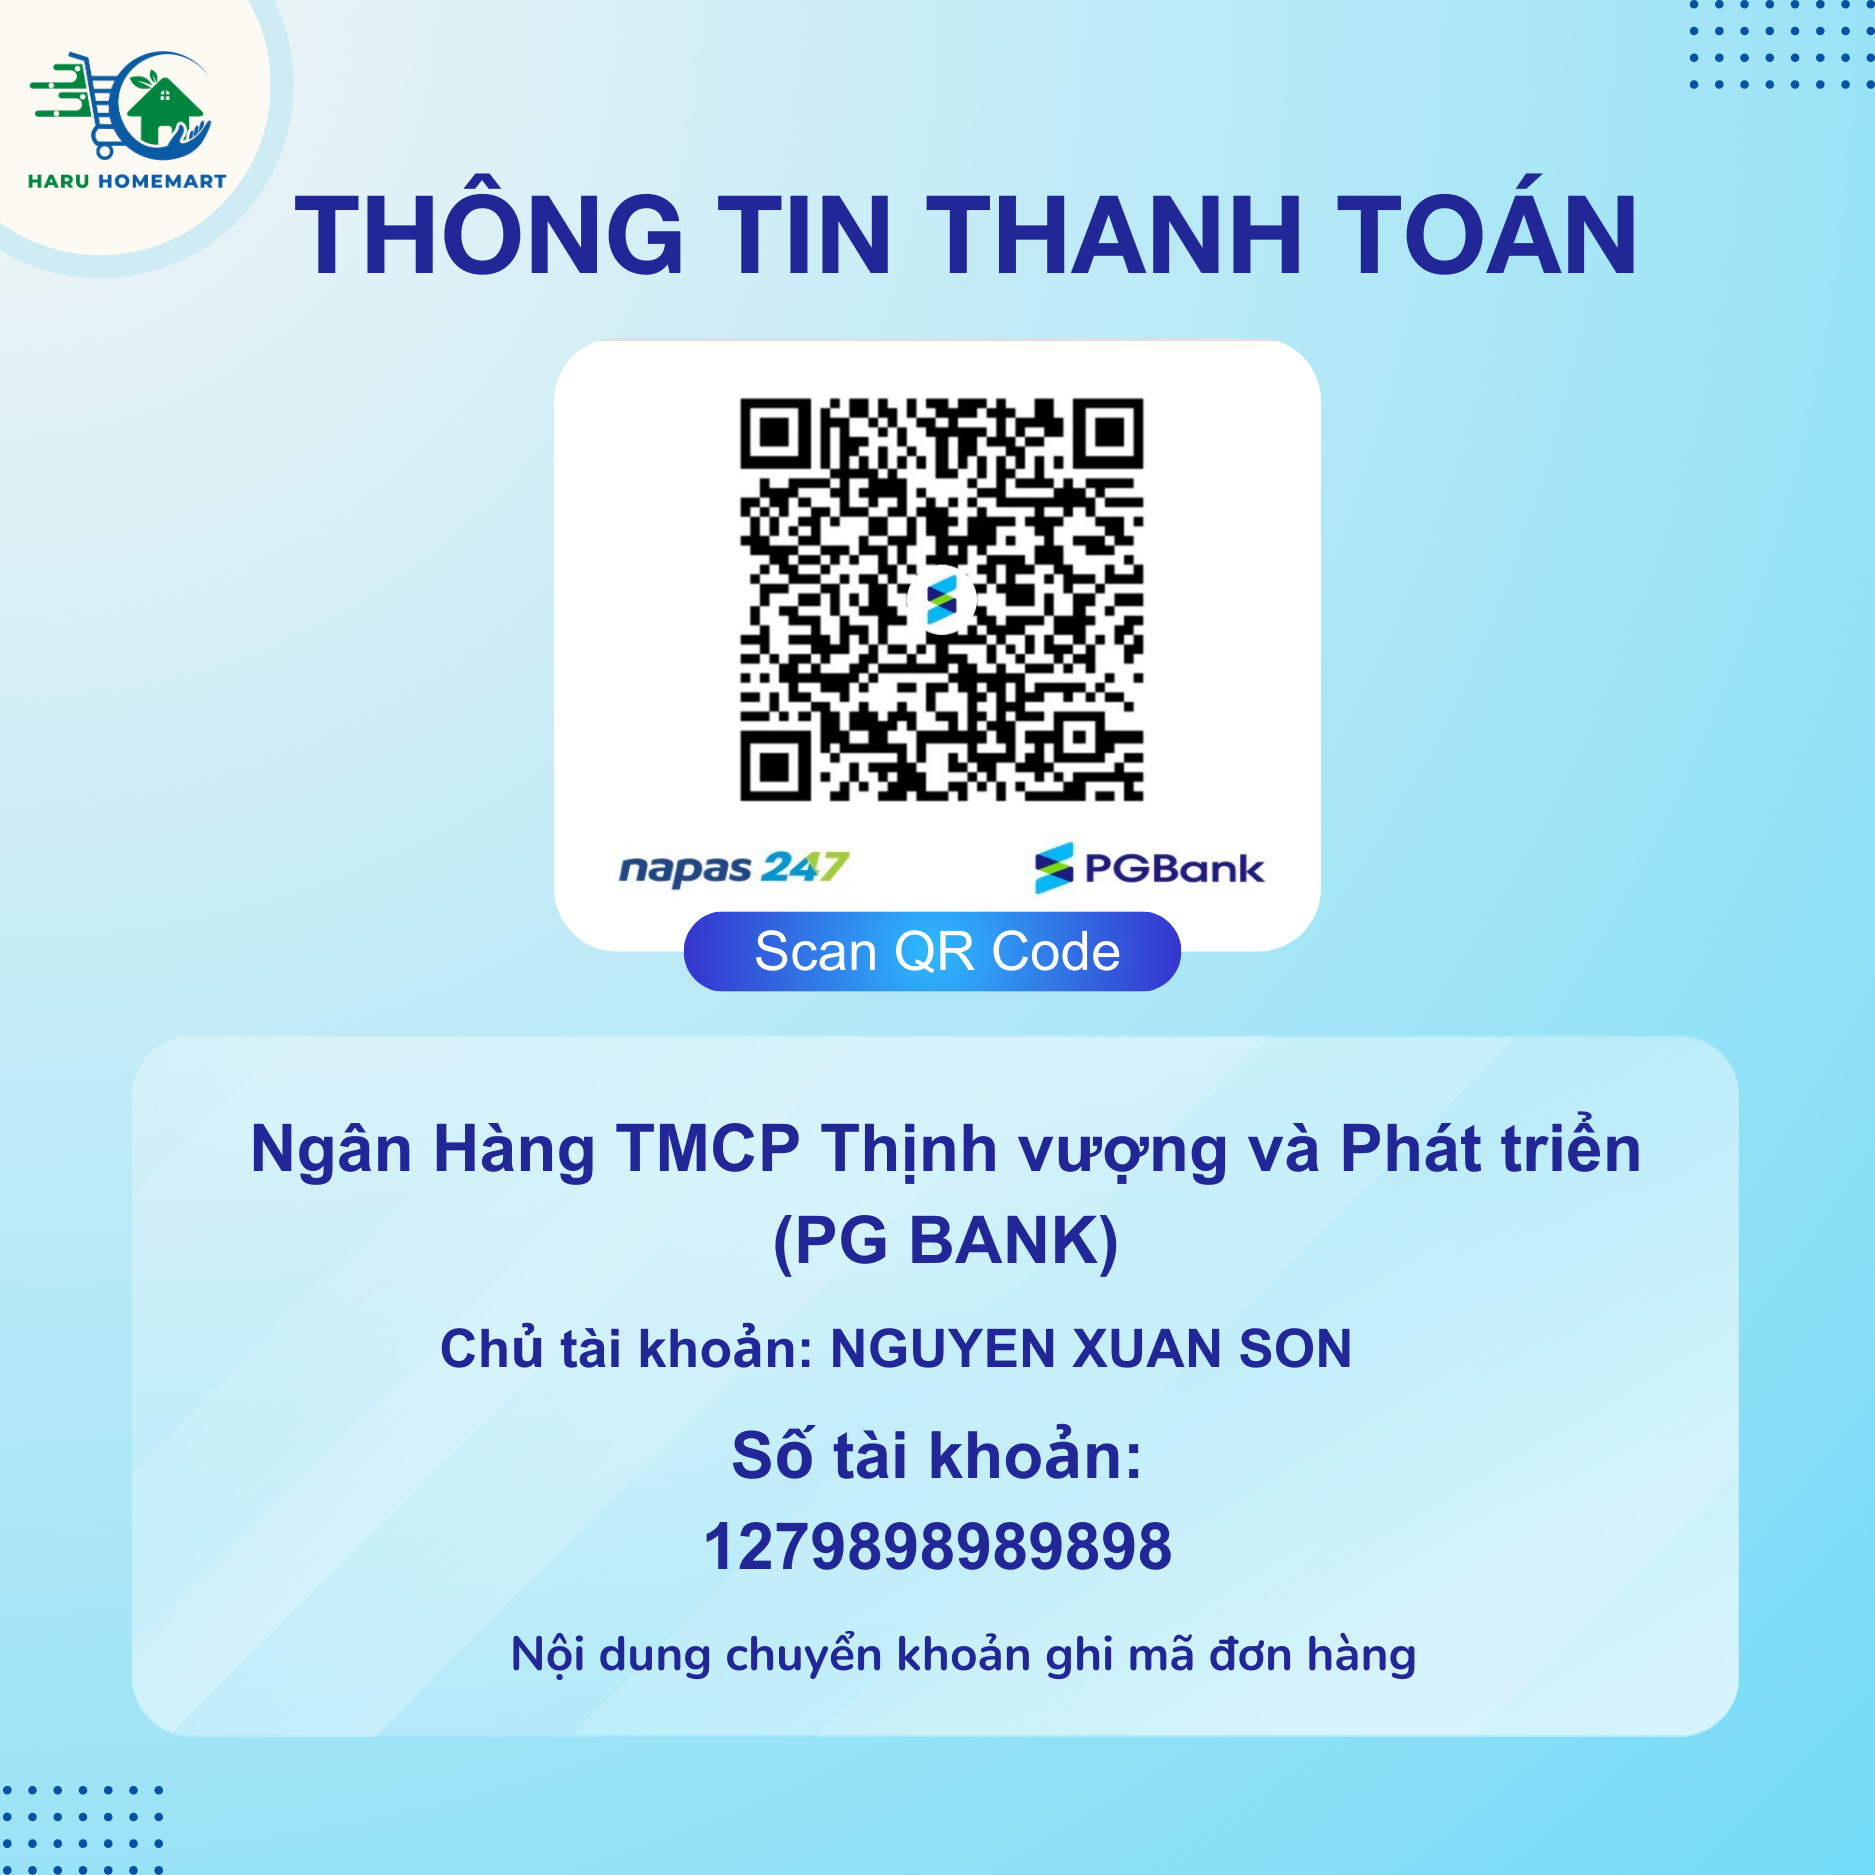 HARU HOMEMART
THÔNG TIN THANH TOÁN
napas 247
PGBank
Scan QR Code
Ngân Hàng TMCP Thịnh vượng và Phát triển
(PG BANK)
Chủ tài khoản: NGUYEN XUAN SON
Số tài khoản:
1279898989898
Nội dung chuyển khoản ghi mã đơn hàng